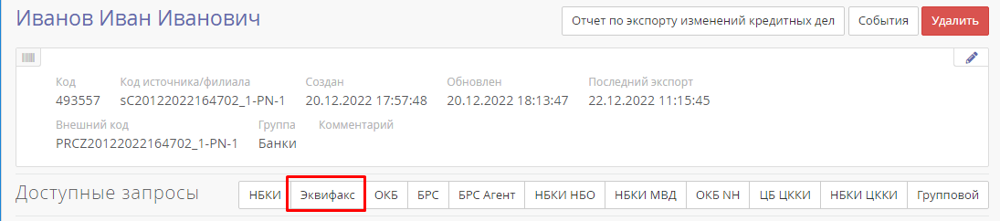 Иванов Иван Иванович
Отчет по экспорту изменений кредитных дел События Удалить
Код Код источника/филиала Создан Обновлен Последний экспорт
493557 sC20122022164702_1-PN-1 20.12.2022 17:57:48 20.12.2022 18:13:47 22.12.2022 11:15:45
Внешний код Группа Комментарий
PRCZ20122022164702_1-PN-1 Банки
Доступные запросы НБКИ Эквифакс ОКБ БРС БРС Агент НБКИ НБО НБКИ МВД ОКБ NH ЦБ ЦККИ НБКИ ЦККИ Групповой